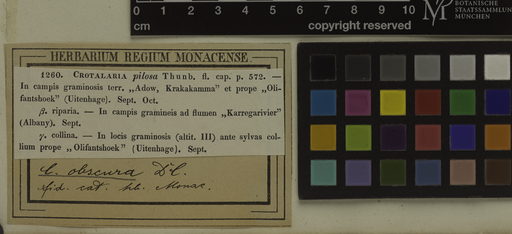 0 1 2 3 4 5 6 7 8 9 10
cm
copyright reserved
BOTANISCHE
STAATSSAMMLUNG
MÜNCHEN
HERBARIUM REGIUM MONACENSE
1260. CROTALARIA pilosa Thunb. fl. cap. p. 572. —
In campis graminosis terr, „Adow, Krakakamma" et prope „Oli-
fantshoek" (Uitenhage). Sept. Oct.
β. riparia. — In campis gramineis ad flumen „Karregarivier"
(Albany). Sept.
γ. collina. — In locis graminosis (altit. III) ante sylvas col-
lium prope „Olifantshoek" (Uitenhage). Sept.
C. obscura DC.
fid. cat. hb. Monac.